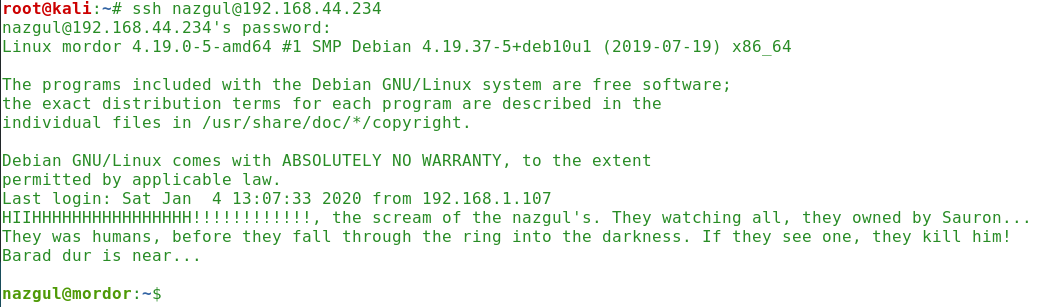 root@kali:~# ssh nazgul@192.168.44.234
nazgul@192.168.44.234's password:
Linux mordor 4.19.0-5-amd64 #1 SMP Debian 4.19.37-5+deb10u1 (2019-07-19) x86_64
The programs included with the Debian GNU/Linux system are free software;
the exact distribution terms for each program are described in the
individual files in /usr/share/doc/*/copyright.
Debian GNU/Linux comes with ABSOLUTELY NO WARRANTY, to the extent
permitted by applicable law.
Last login: Sat Jan  4 13:07:33 2020 from 192.168.1.107
HIIHHHHHHHHHHHHHHHH!!!!!!!!!!!!, the scream of the nazgul's. They watching all, they owned by Sauron...
They was humans, before they fall through the ring into the darkness. If they see one, they kill him!
Barad dur is near...
nazgul@mordor:~$